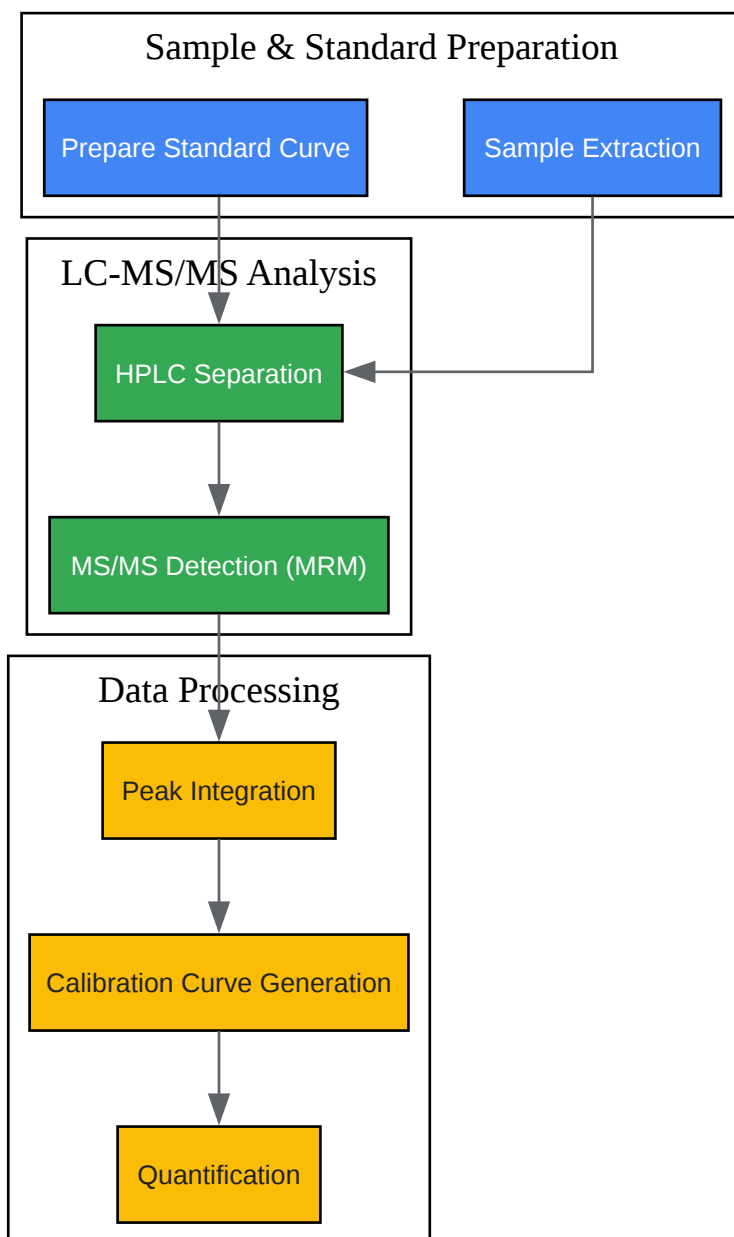 Sample & Standard Preparation
Prepare Standard Curve
Sample Extraction
LC-MS/MS Analysis
HPLC Separation
MS/MS Detection (MRM)
Data Processing
Peak Integration
Calibration Curve Generation
Quantification